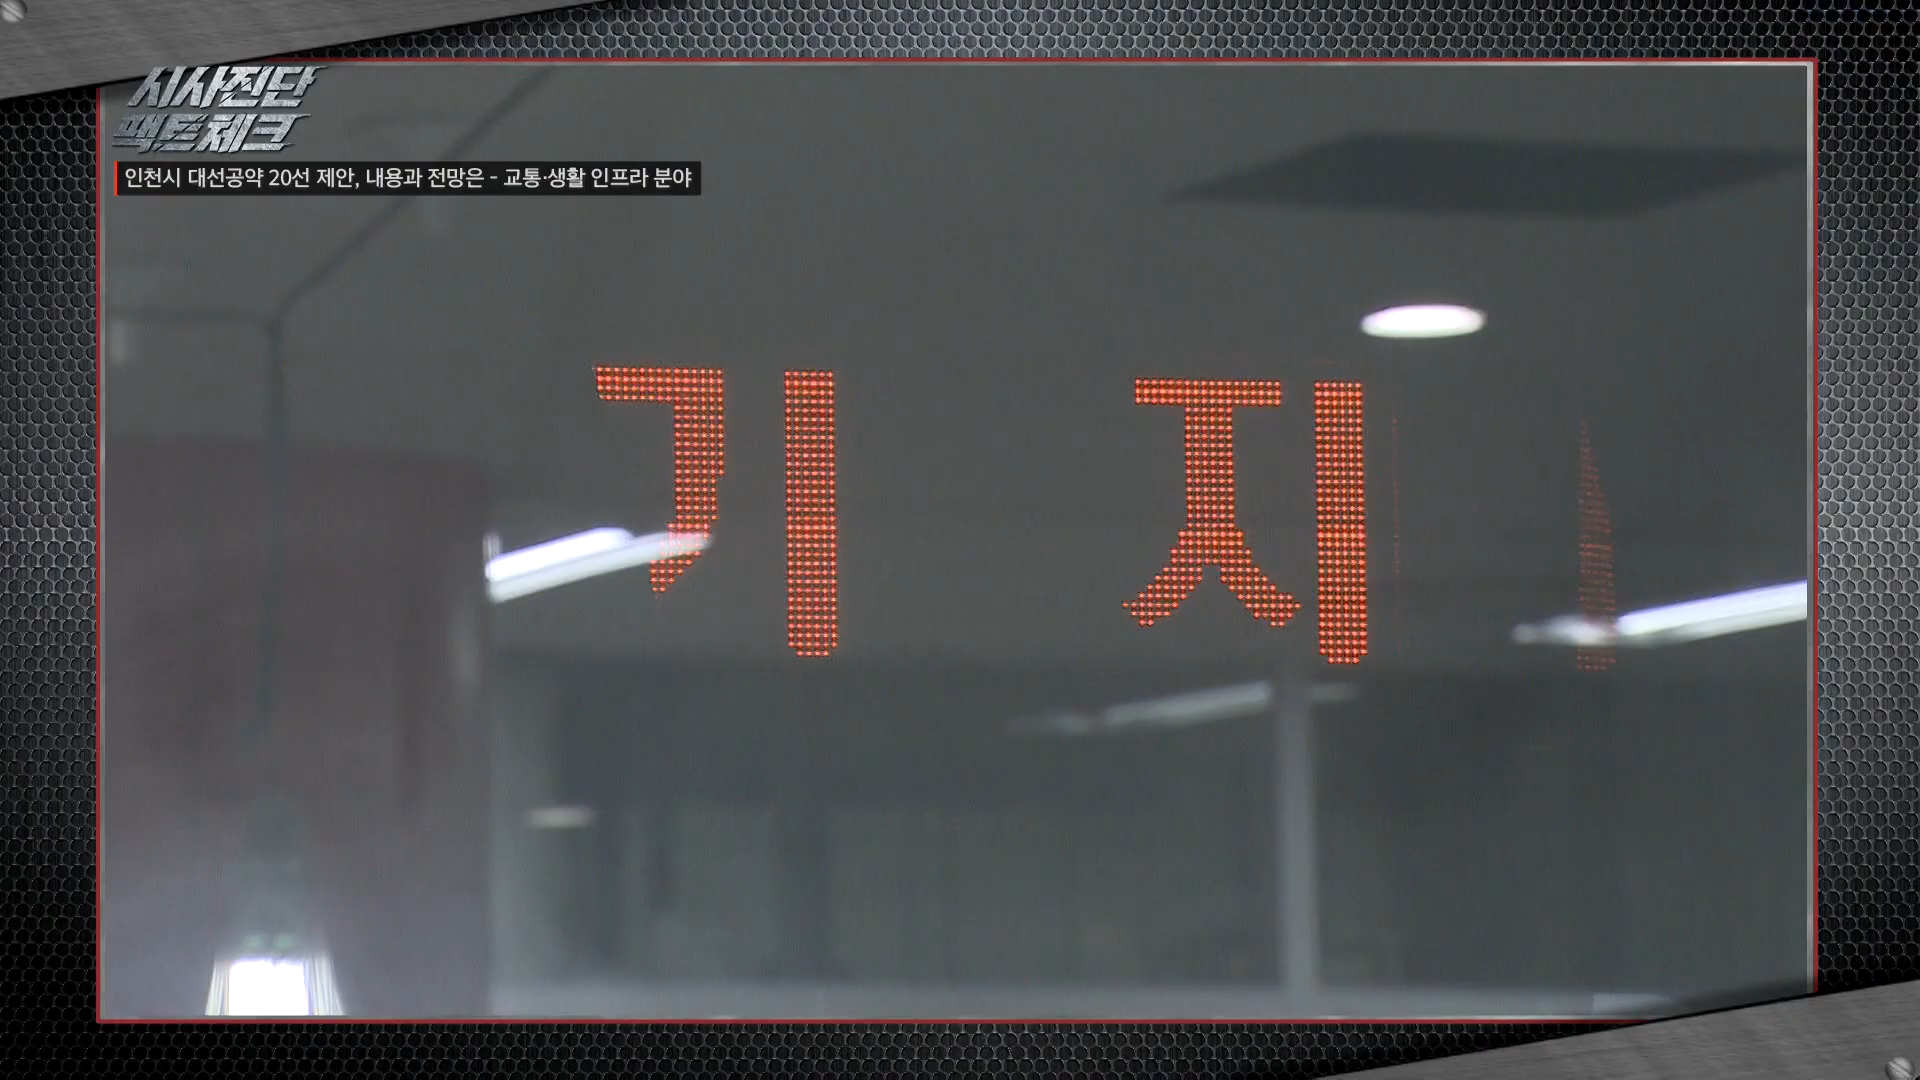 시사진단
팩트체크
인천시 대선공약 20선 제안, 내용과 전망은 - 교통·생활 인프라 분야
기 지